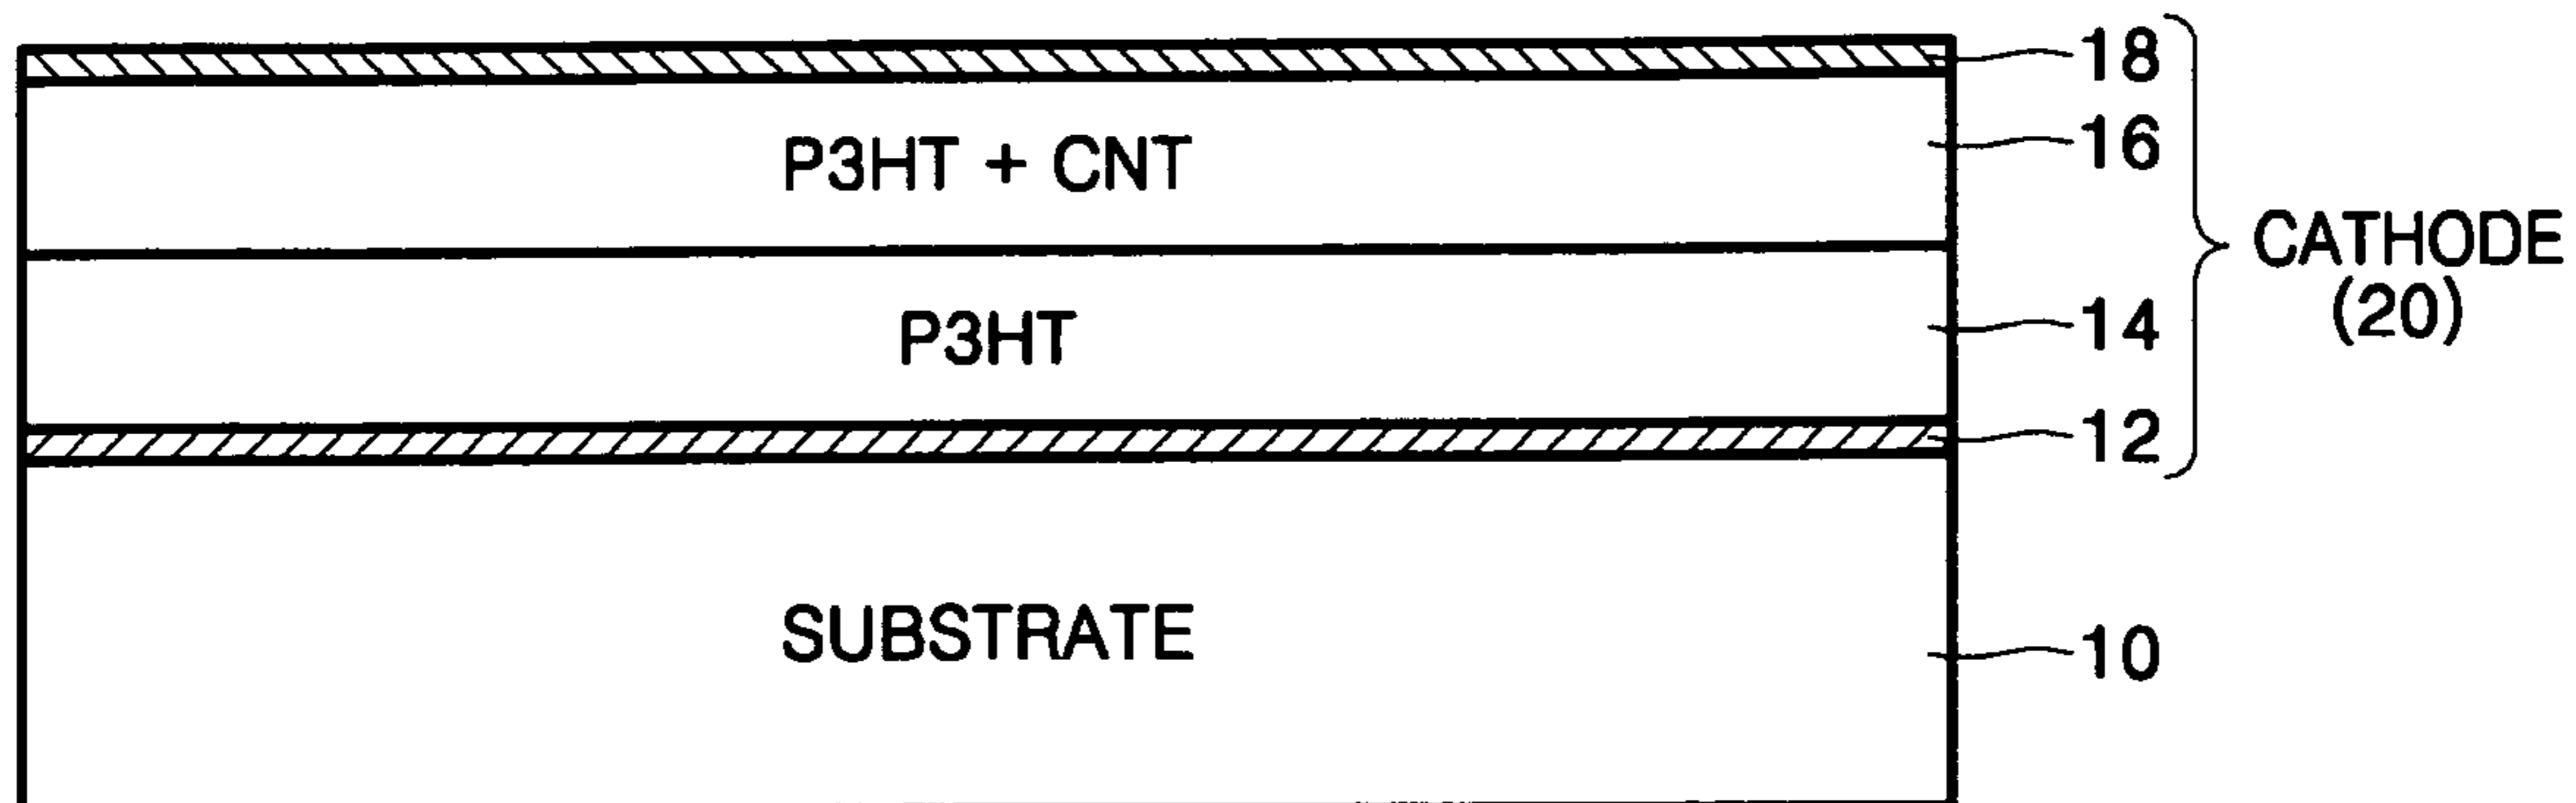 18
P3HT + CNT
16
CATHODE
(20)
P3HT
14
12
SUBSTRATE
10